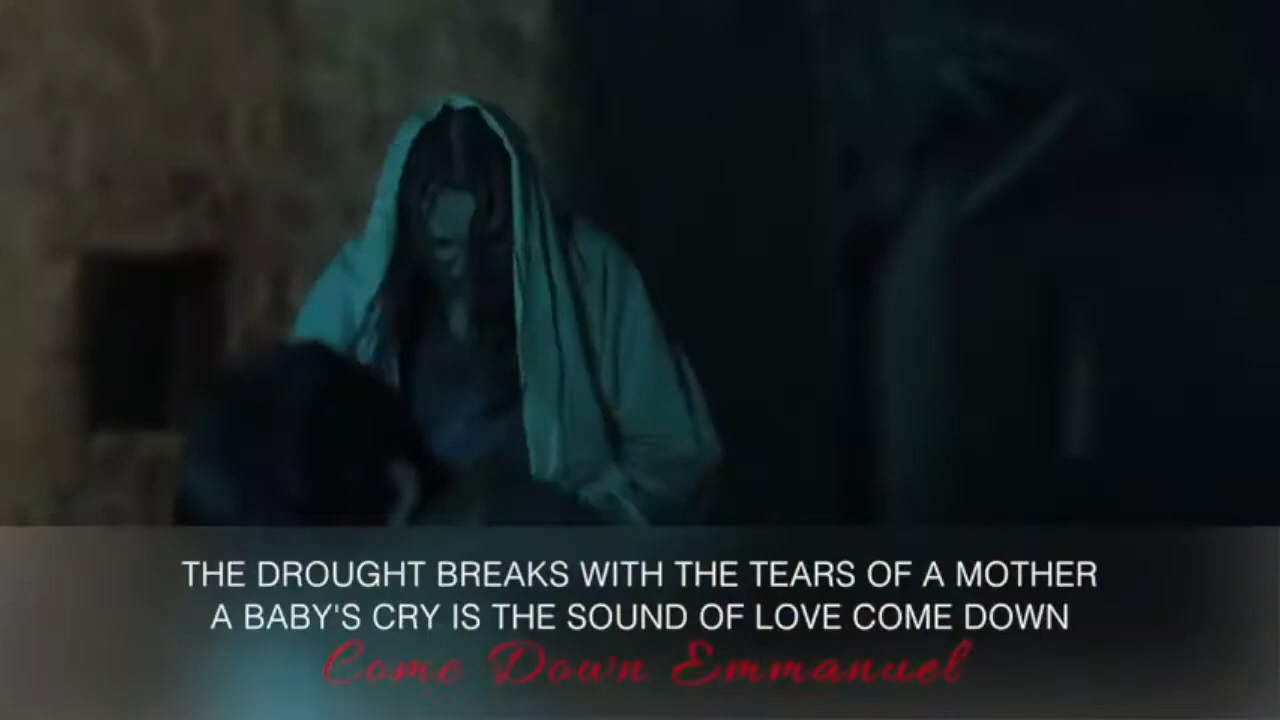 THE DROUGHT BREAKS WITH THE TEARS OF A MOTHER
A BABY'S CRY IS THE SOUND OF LOVE COME DOWN
Come Down Emmanuel